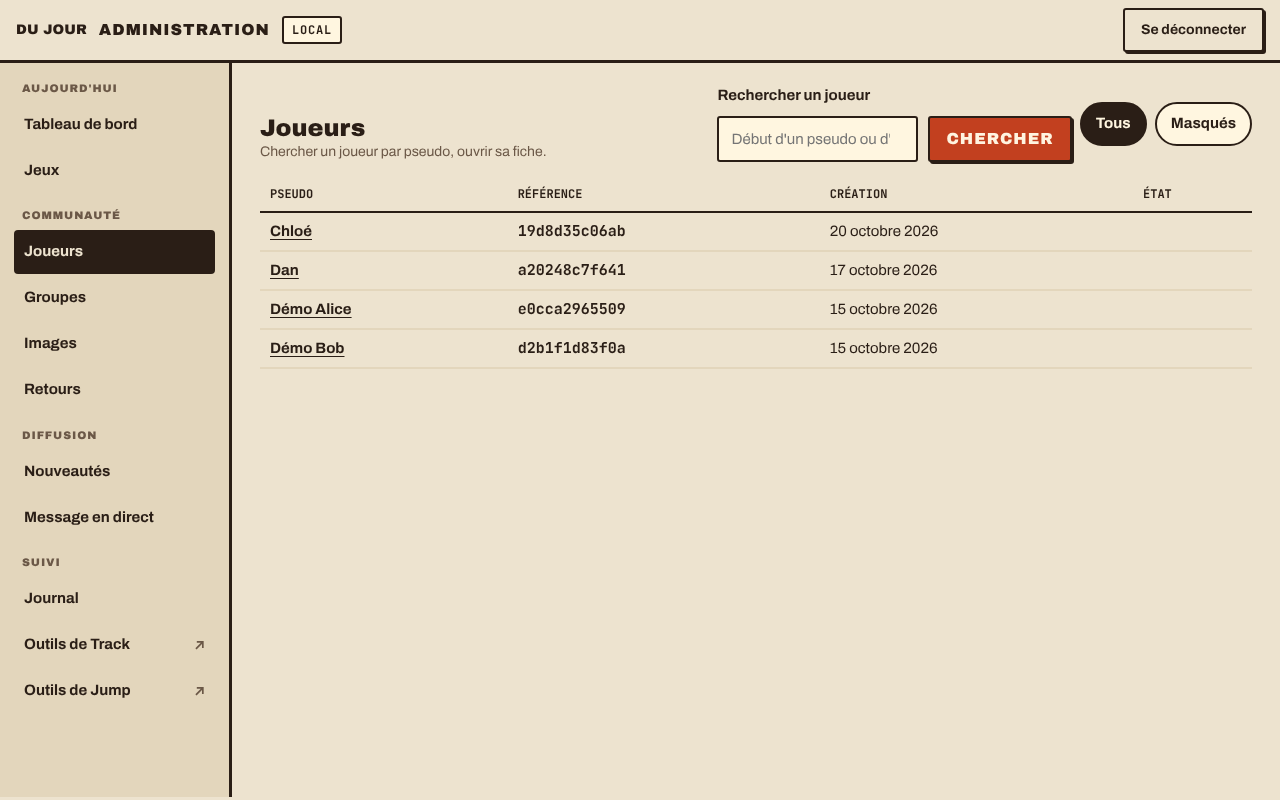 DU JOUR ADMINISTRATION LOCAL
Se déconnecter
AUJOURD'HUI
Tableau de bord
Jeux
COMMUNAUTÉ
Joueurs
Groupes
Images
Retours
DIFFUSION
Nouveautés
Message en direct
SUIVI
Journal
Outils de Track ↗
Outils de Jump ↗
Joueurs
Chercher un joueur par pseudo, ouvrir sa fiche.
Rechercher un joueur
Début d'un pseudo ou d'
CHERCHER
Tous
Masqués
PSEUDO RÉFÉRENCE CRÉATION ÉTAT
Chloé 19d8d35c06ab 20 octobre 2026
Dan a20248c7f641 17 octobre 2026
Démo Alice e0cca2965509 15 octobre 2026
Démo Bob d2b1f1d83f0a 15 octobre 2026